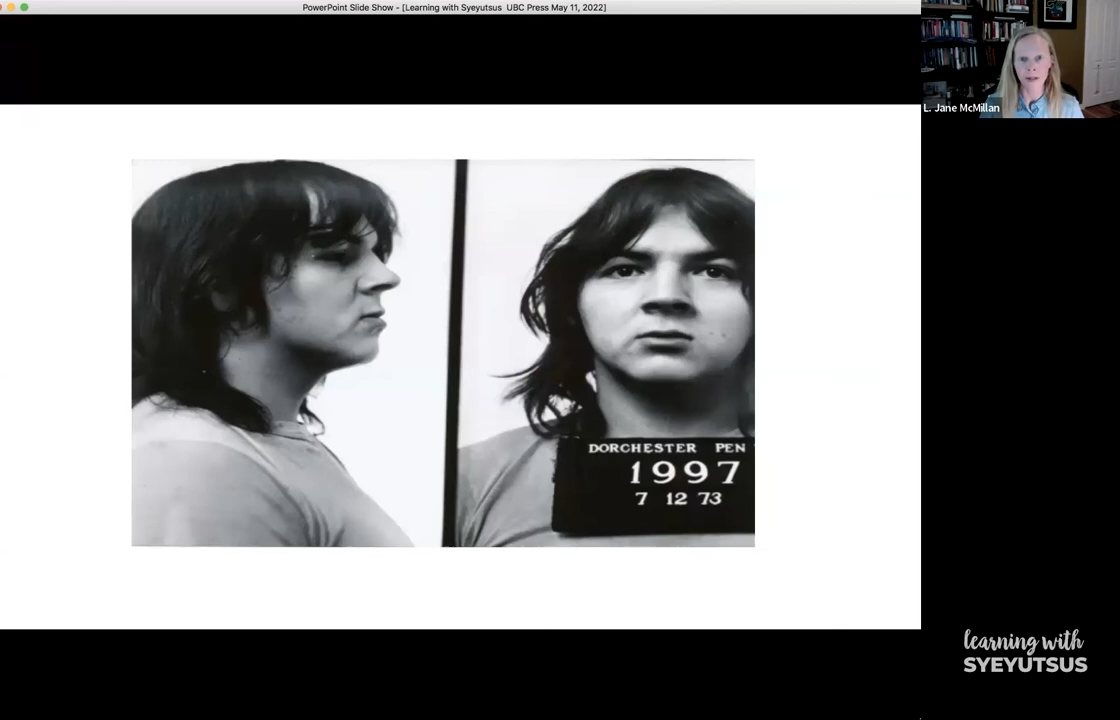 PowerPoint Slide Show - [Learning with Syeyutsus  UBC Press May 11, 2022]
L. Jane McMillan
DORCHESTER PEN
1997
7 12 73
learning with
SYEYUTSUS